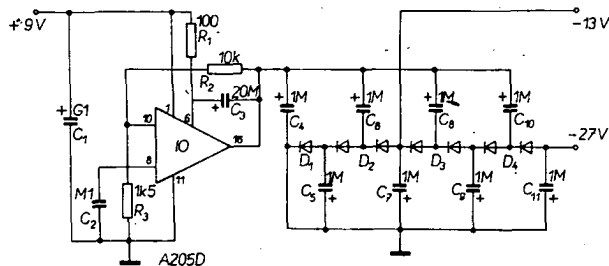 +9V
100
R1
10k
R2
20M
C3
G1
C1
10
1
6
IO
16
8
11
M1
C2
1k5
R3
A205D
-13V
1M
C4
1M
C6
1M
C8
1M
C10
-27V
D1
D2
D3
D4
1M
C5
1M
C7
1M
C9
1M
C11